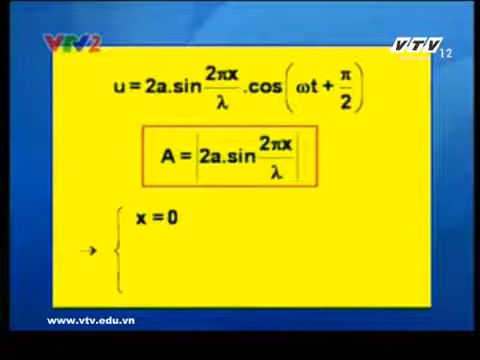 VTV2
VTV
12
u = 2a.sin 2πx/λ .cos(ωt + π/2)
A = |2a.sin 2πx/λ|
→ { x = 0
www.vtv.edu.vn